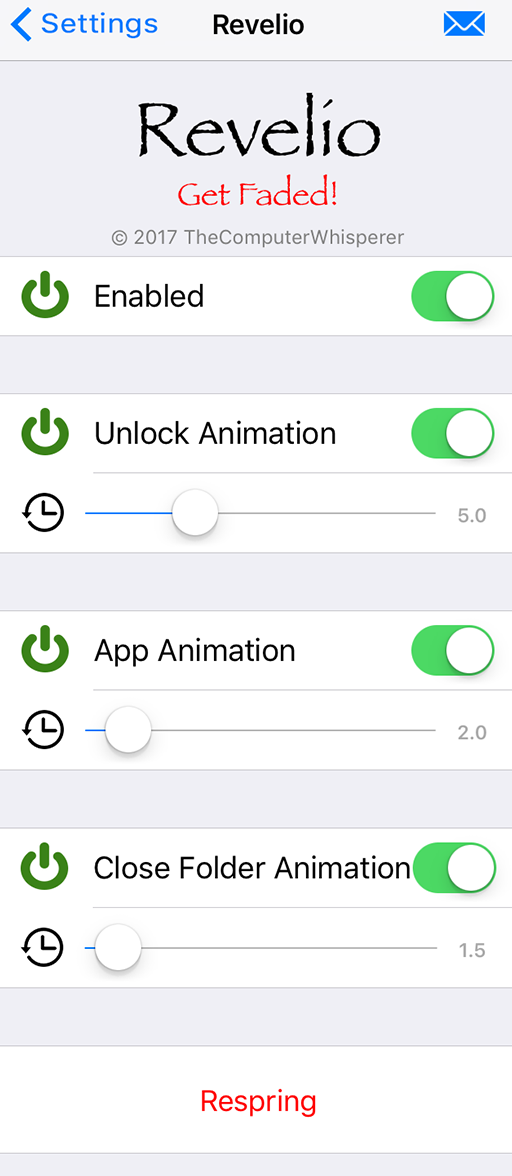 Settings
Revelio
Revelio
Get Faded!
© 2017 TheComputerWhisperer
Enabled
Unlock Animation
5.0
App Animation
2.0
Close Folder Animation
1.5
Respring